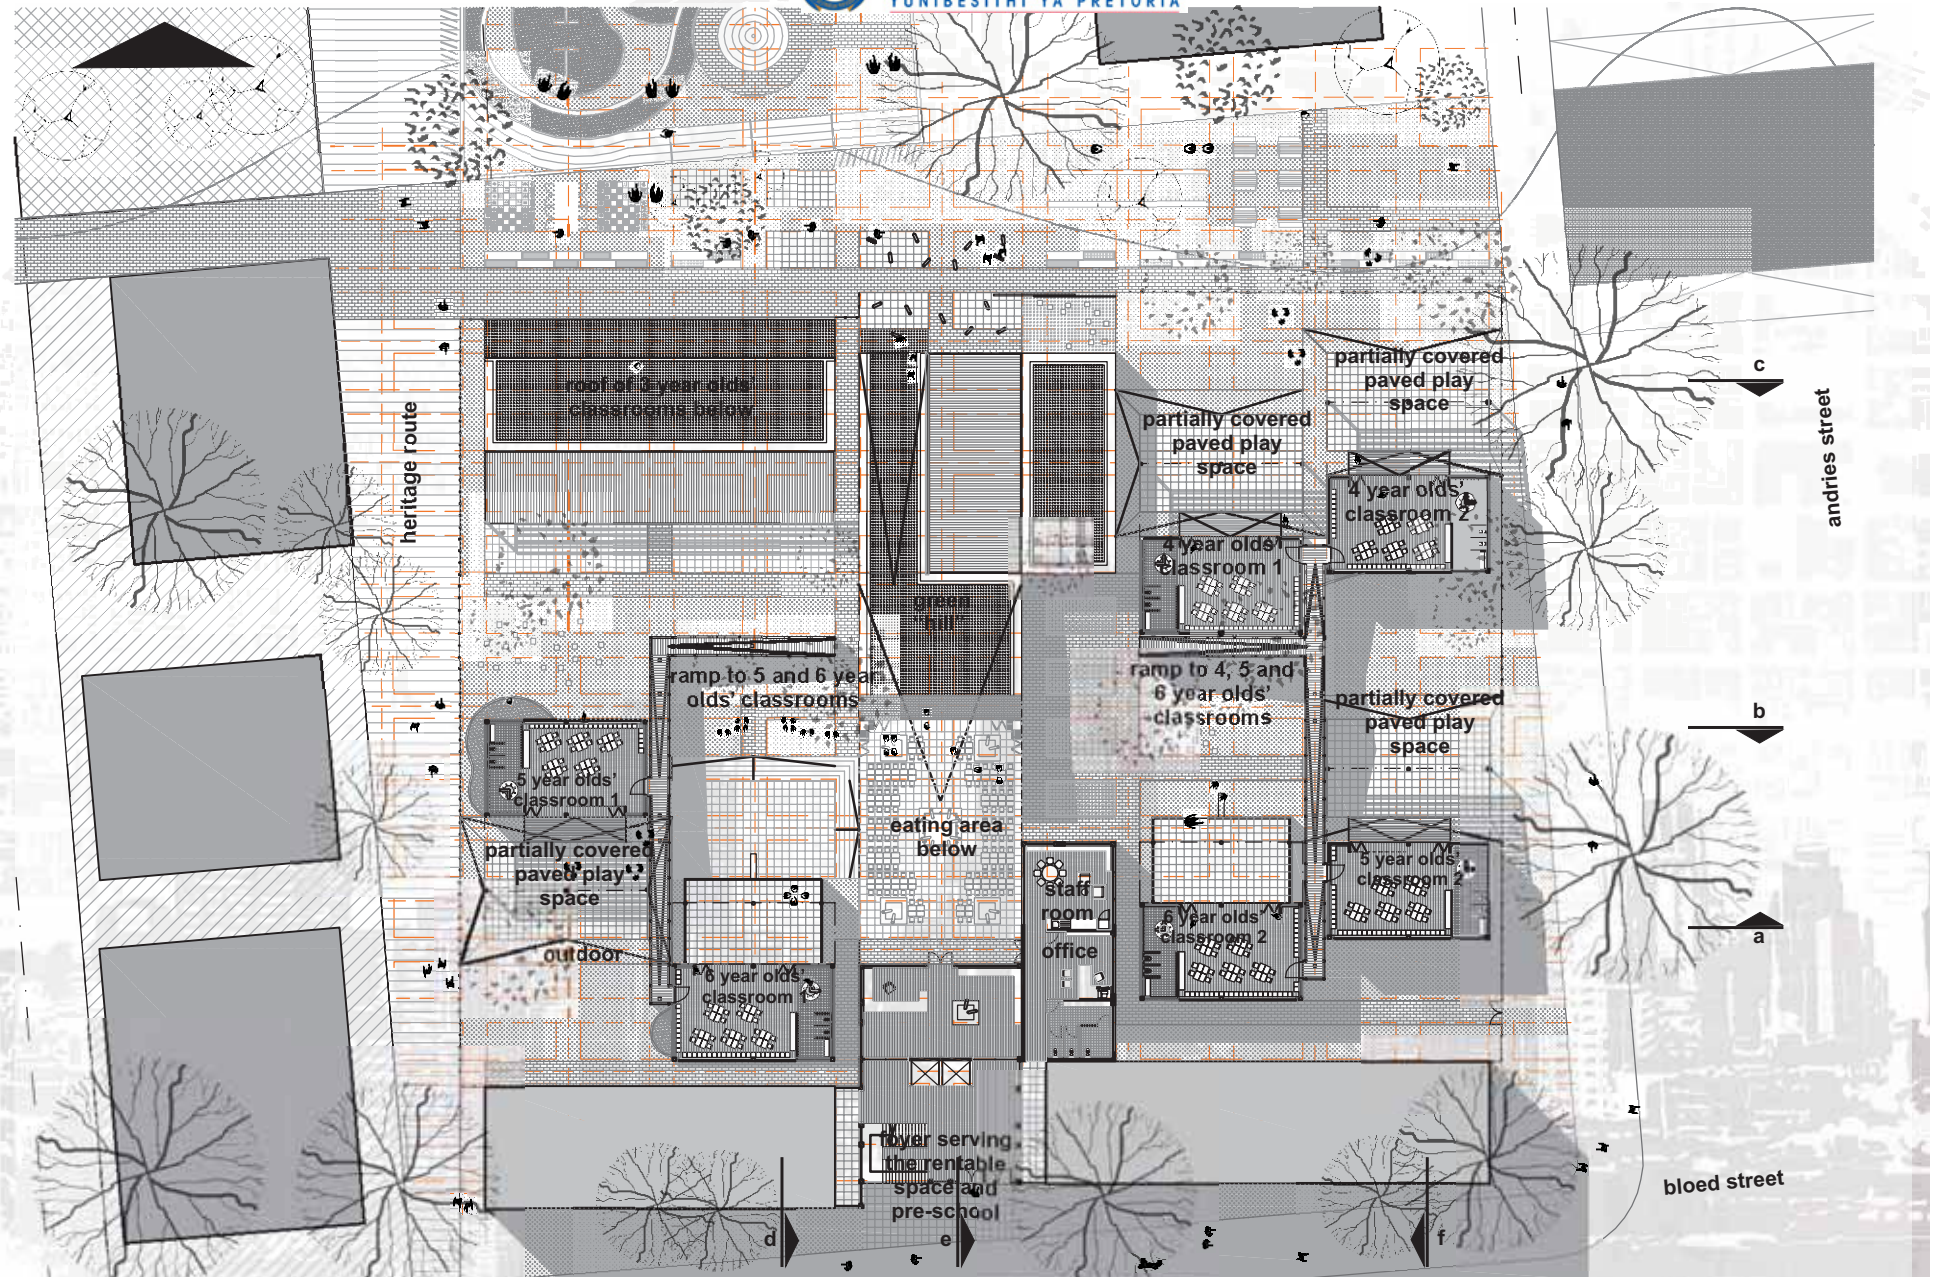 YUNIBESITHI YA PRETORIA
partially covered
paved play
space
c
roof of 3 year olds'
classrooms below
partially covered
paved play
space
heritage route
andries street
4 year olds'
classroom 2
4 year olds'
classroom 1
green
"hill"
ramp to 5 and 6 year
olds' classrooms
ramp to 4, 5 and
6 year olds'
classrooms
partially covered
paved play
space
b
5 year olds'
classroom 1
eating area
below
partially covered
paved play
space
5 year olds'
classroom 2
staff
room
6 year olds'
classroom 2
a
outdoor
office
6 year olds'
classroom 1
foyer serving
the rentable
space and
pre-school
bloed street
d
e
f